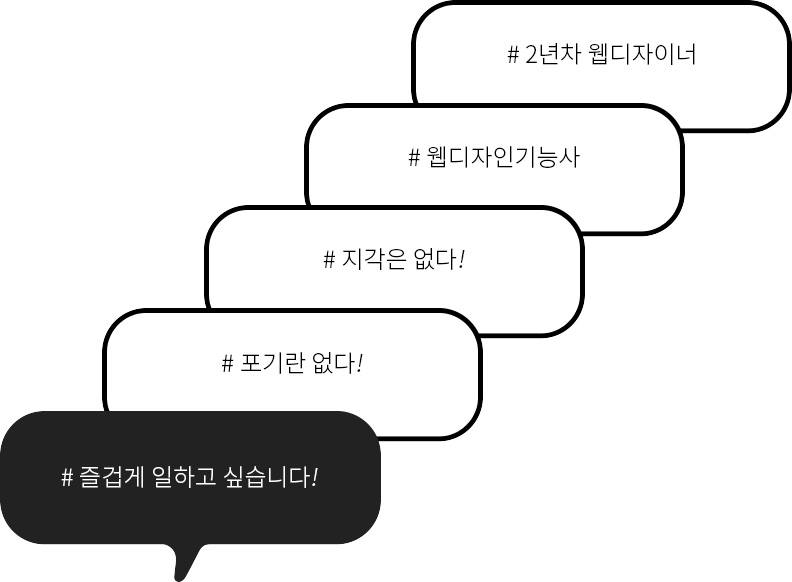 # 2년차 웹디자이너
# 웹디자인기능사
# 지각은 없다!
# 포기란 없다!
# 즐겁게 일하고 싶습니다!